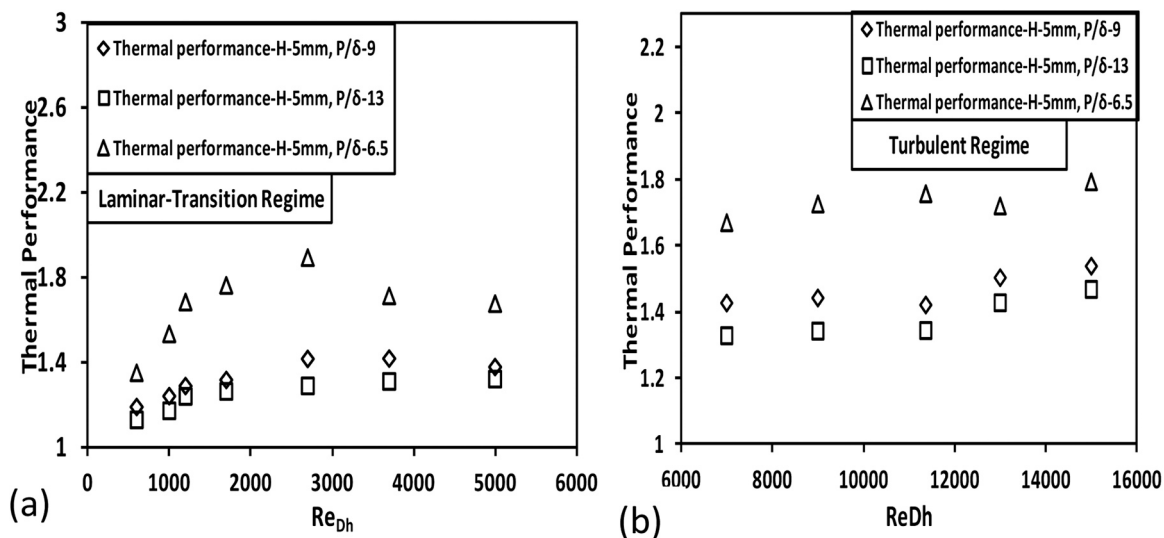 3
2.6
2.2
1.8
1.4
1
Thermal Performance
Thermal performance-H-5mm, P/δ-9
Thermal performance-H-5mm, P/δ-13
Thermal performance-H-5mm, P/δ-6.5
Laminar-Transition Regime
0 1000 2000 3000 4000 5000 6000
Re_Dh
(a)
2.2
2
1.8
1.6
1.4
1.2
1
Thermal Performance
Thermal performance-H-5mm, P/δ-9
Thermal performance-H-5mm, P/δ-13
Thermal performance-H-5mm, P/δ-6.5
Turbulent Regime
6000 8000 10000 12000 14000 16000
ReDh
(b)